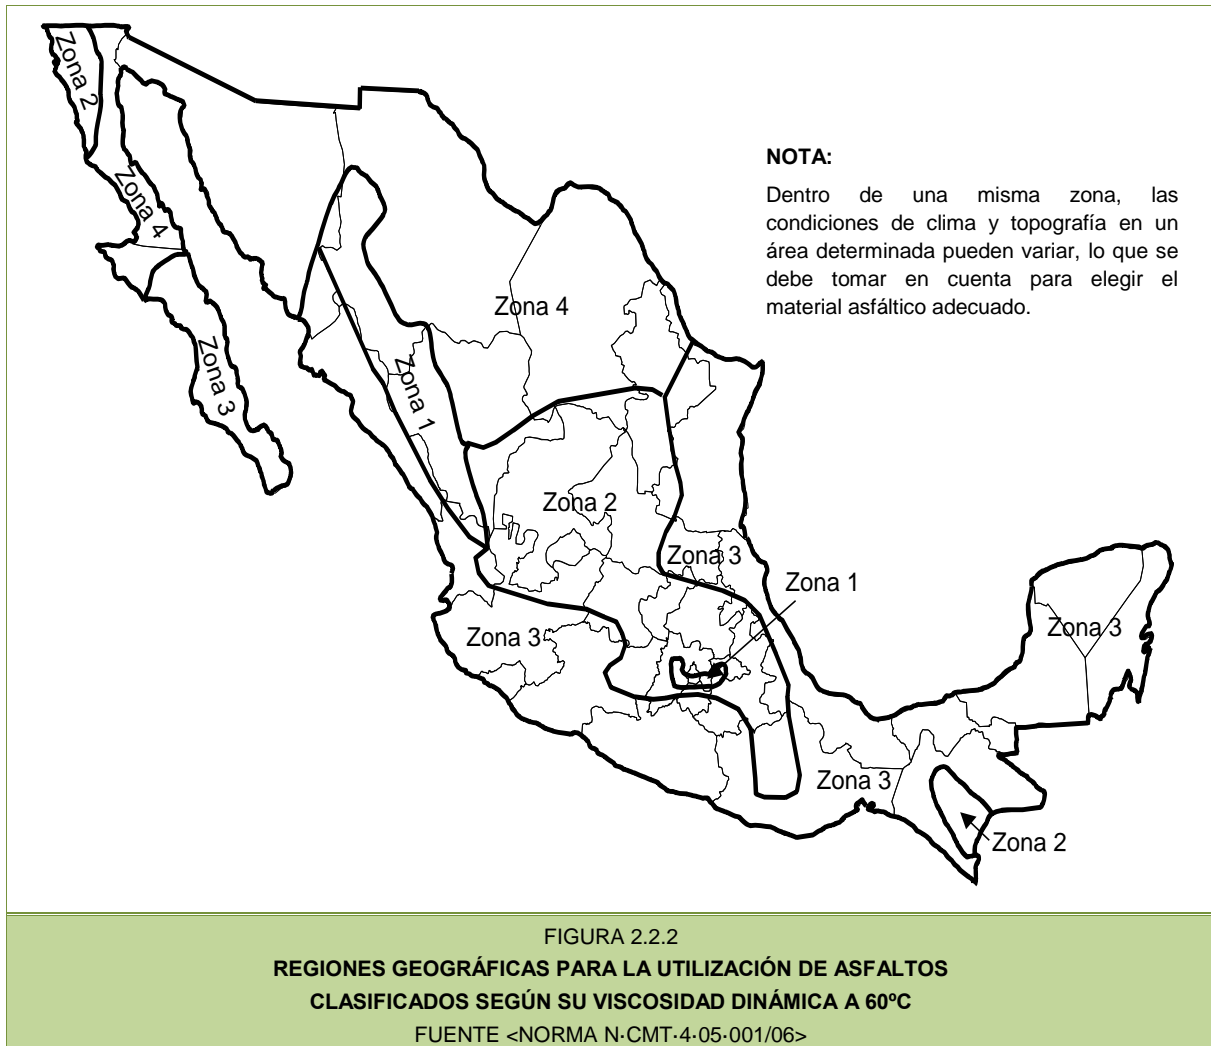 Zona 2
NOTA:
Dentro de una misma zona, las
condiciones de clima y topografía en un
área determinada pueden variar, lo que se
debe tomar en cuenta para elegir el
material asfáltico adecuado.
Zona 4
Zona 4
Zona 3
Zona 1
Zona 2
Zona 3
Zona 1
Zona 3
Zona 3
Zona 3
Zona 2
FIGURA 2.2.2
REGIONES GEOGRÁFICAS PARA LA UTILIZACIÓN DE ASFALTOS
CLASIFICADOS SEGÚN SU VISCOSIDAD DINÁMICA A 60ºC
FUENTE <NORMA N·CMT·4·05·001/06>